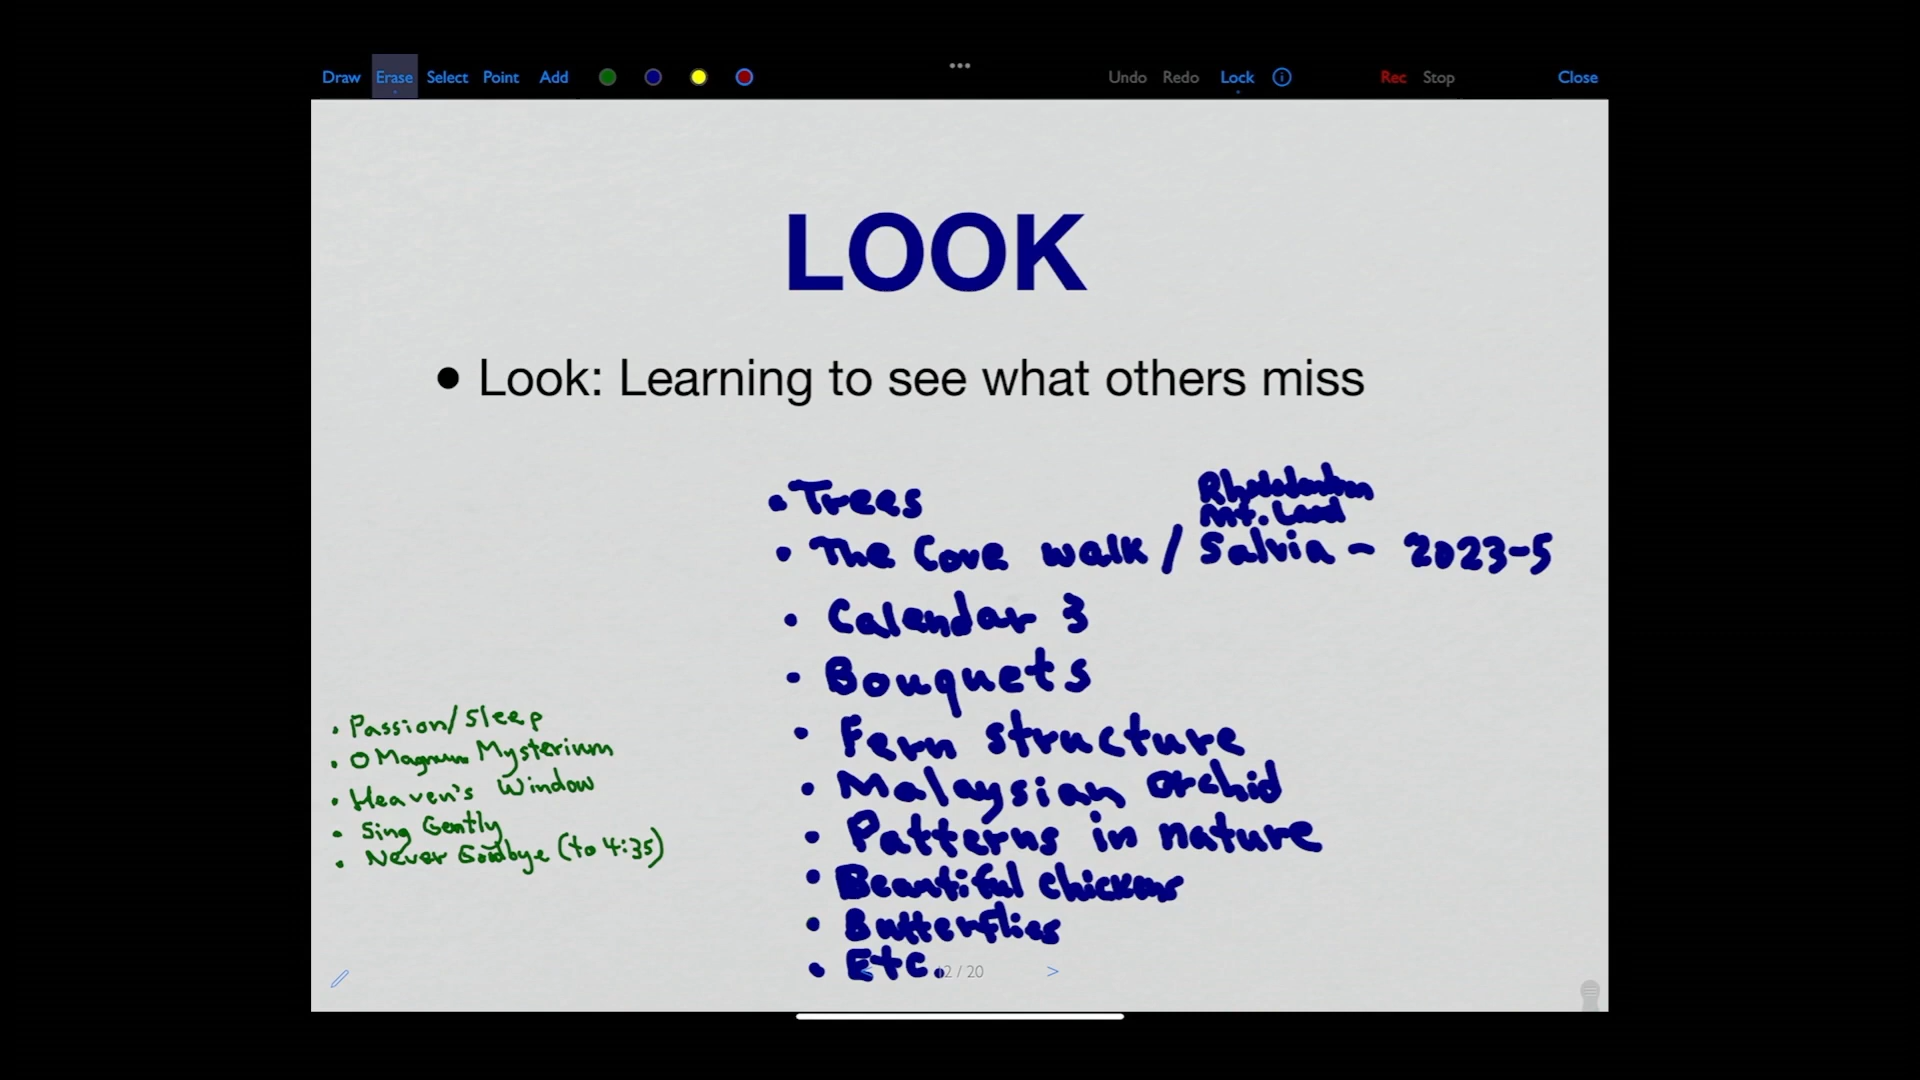 Draw Erase Select Point Add Undo Redo Lock Rec Stop Close
LOOK
• Look: Learning to see what others miss
• Trees
Rhododendron
Mt. Laurel
• The Cove walk / Salvia - 2023-5
• Calendar 3
• Bouquets
• Fern structure
• Malaysian orchid
• Patterns in nature
• Beautiful chickens
• Butterflies
• Etc.
• Passion/Sleep
• O Magnum Mysterium
• Heaven's Window
• Sing Gently
• Never Goodbye (to 4:35)
12 / 20 >